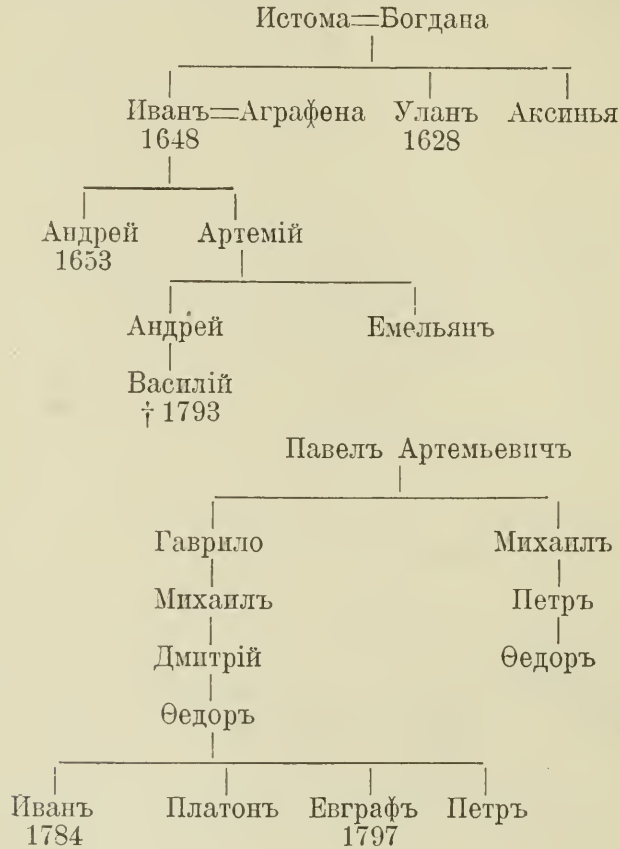 Истома=Богдана
Иванъ=Аграфена Уланъ Аксинья
1648 1628
Андрей Артемій
1653
Андрей Емельянъ
Василій
† 1793
Павелъ Артемьевичъ
Гаврило Михаилъ
Михаилъ Петръ
Дмитрій Ѳедоръ
Ѳедоръ
Иванъ Платонъ Евграфъ Петръ
1784 1797